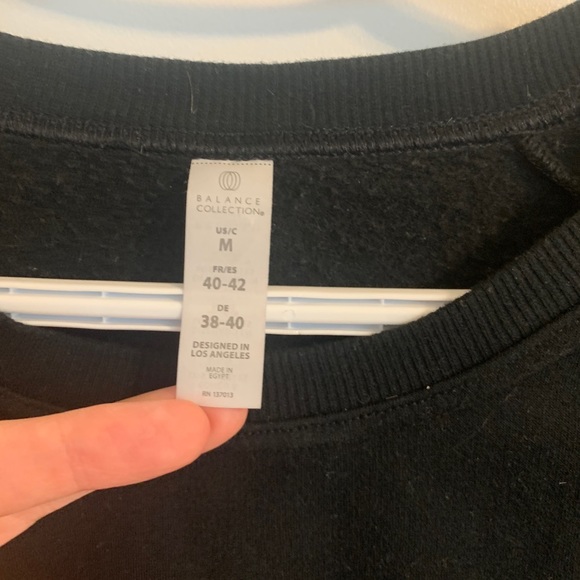 BALANCE
COLLECTION®
US/C
M
FR/ES
40-42
DE
38-40
DESIGNED IN
LOS ANGELES
MADE IN
EGYPT
RN 157013